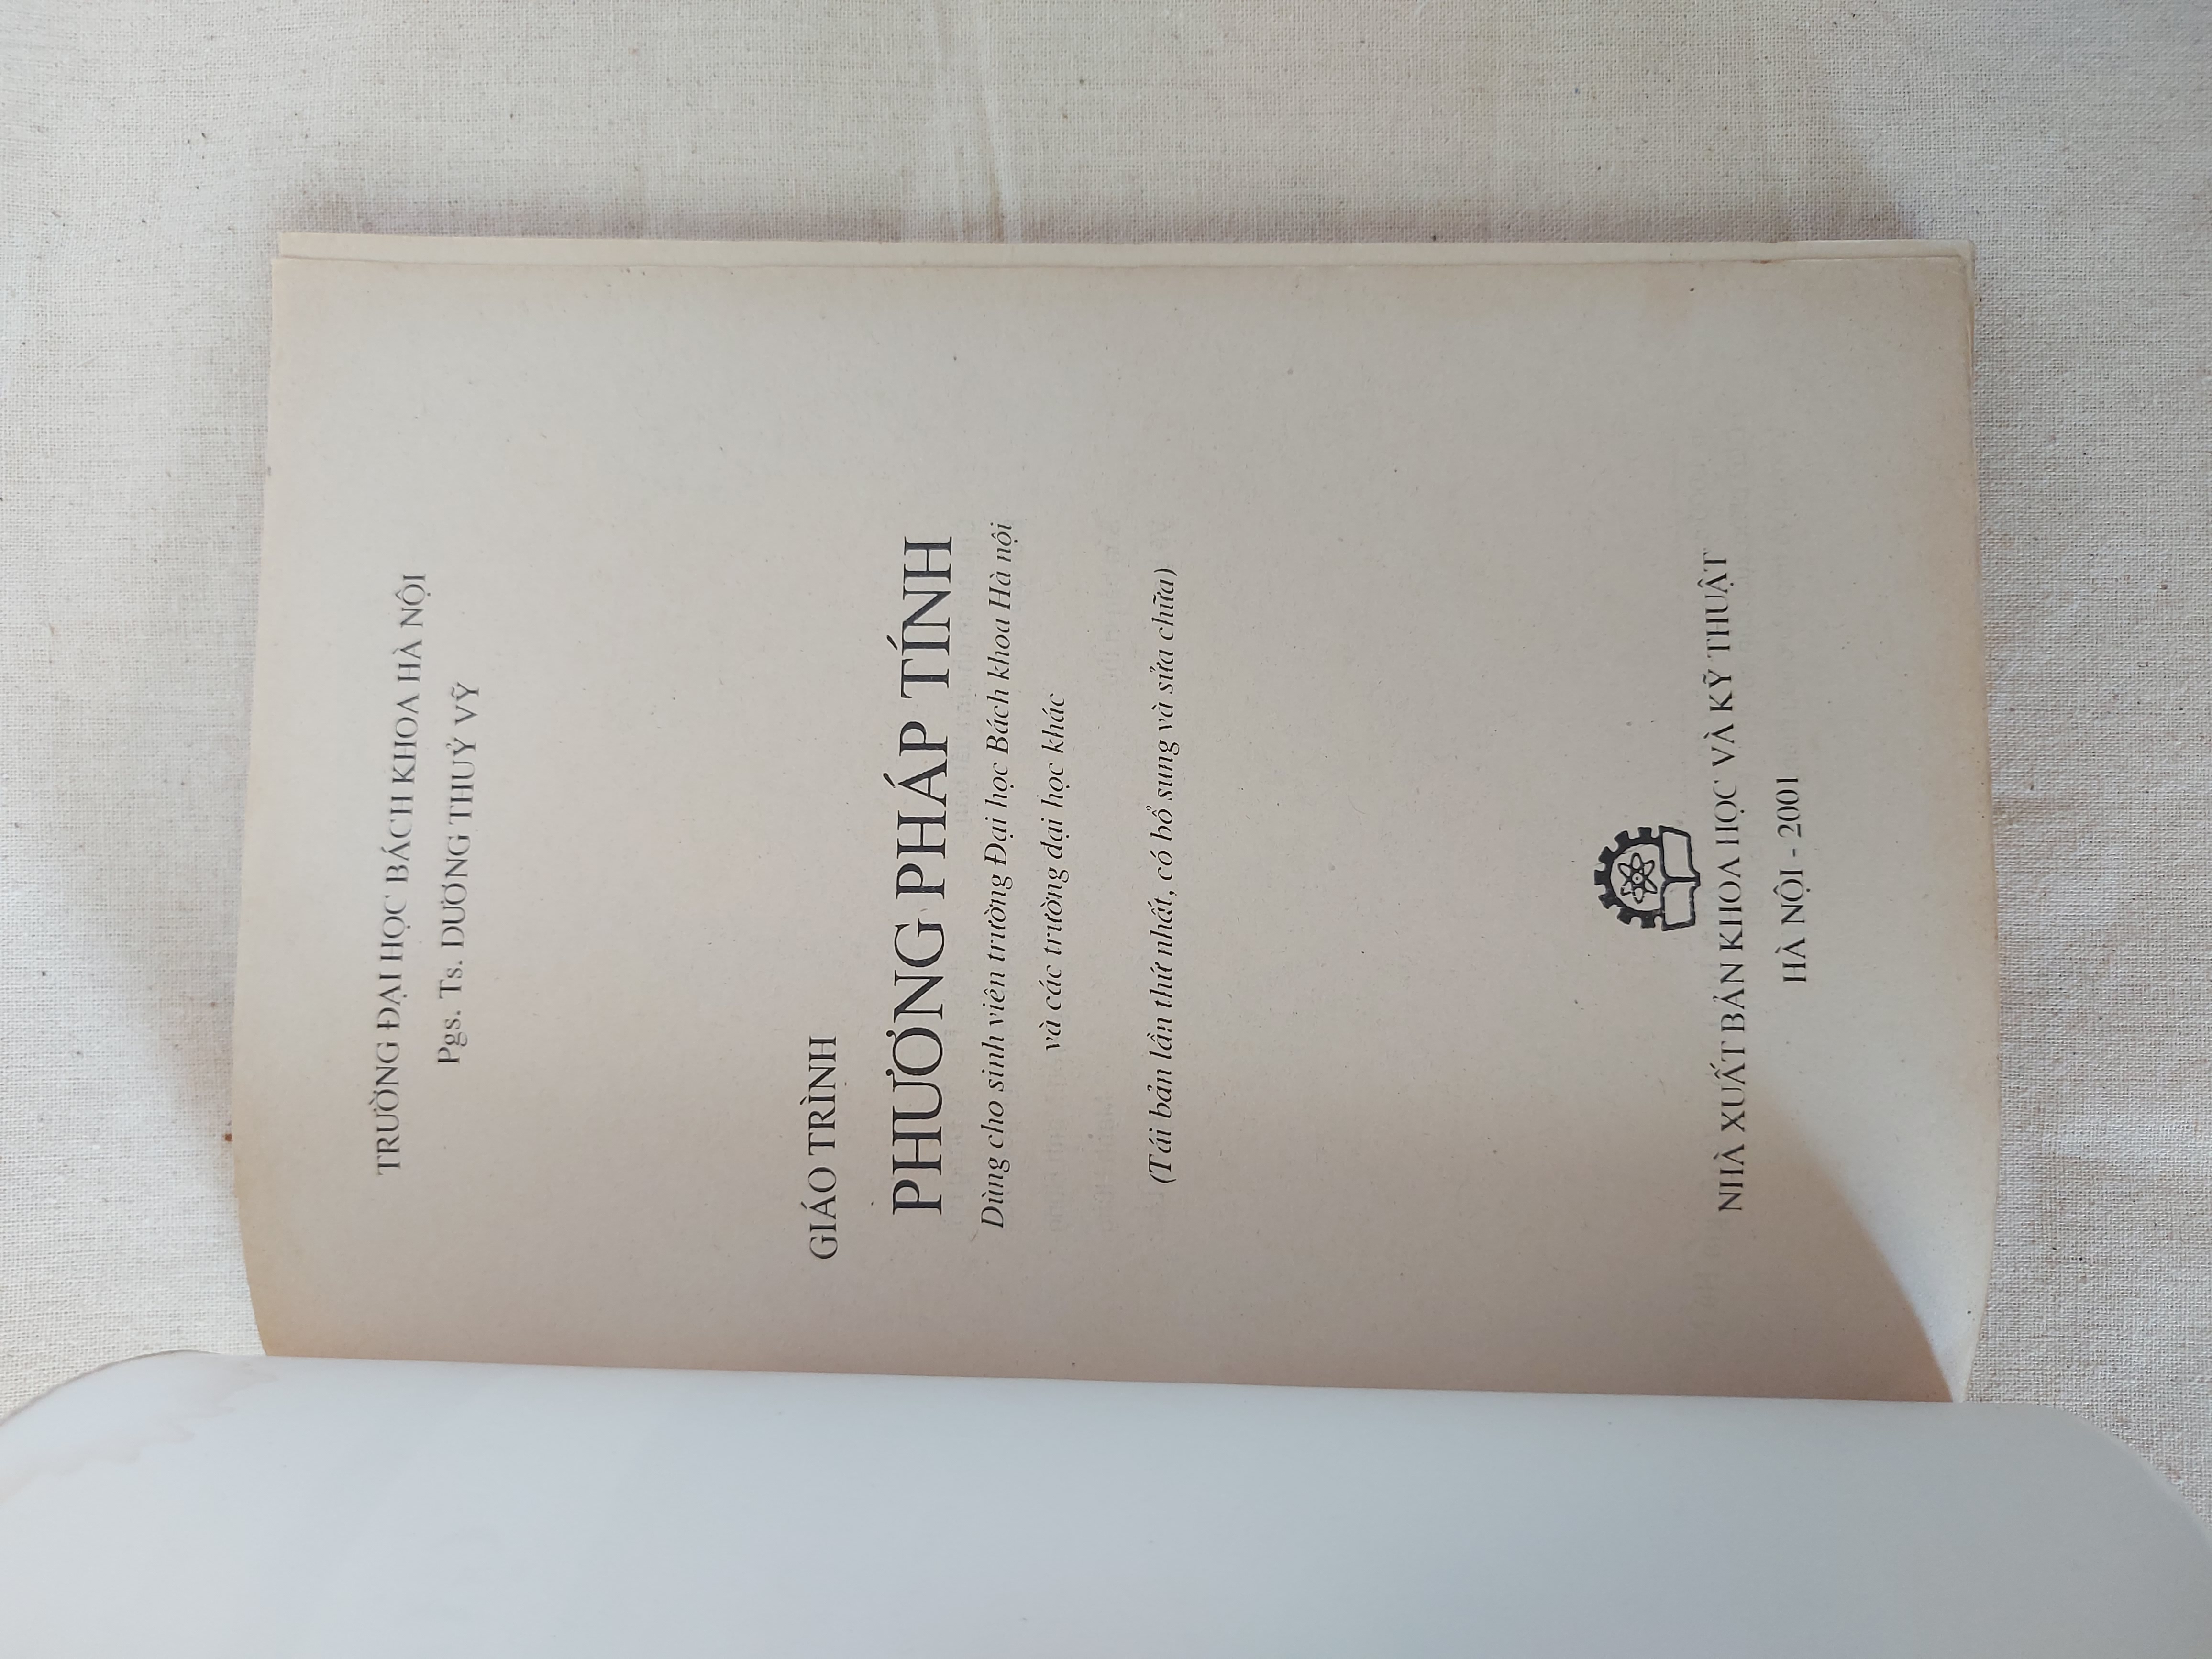 TRƯỜNG ĐẠI HỌC BÁCH KHOA HÀ NỘI
Pgs. Ts. DƯƠNG THUỶ VỸ
GIÁO TRÌNH
PHƯƠNG PHÁP TÍNH
Dùng cho sinh viên trường Đại học Bách khoa Hà nội
và các trường đại học khác
(Tái bản lần thứ nhất, có bổ sung và sửa chữa)
NHÀ XUẤT BẢN KHOA HỌC VÀ KỸ THUẬT
HÀ NỘI - 2001